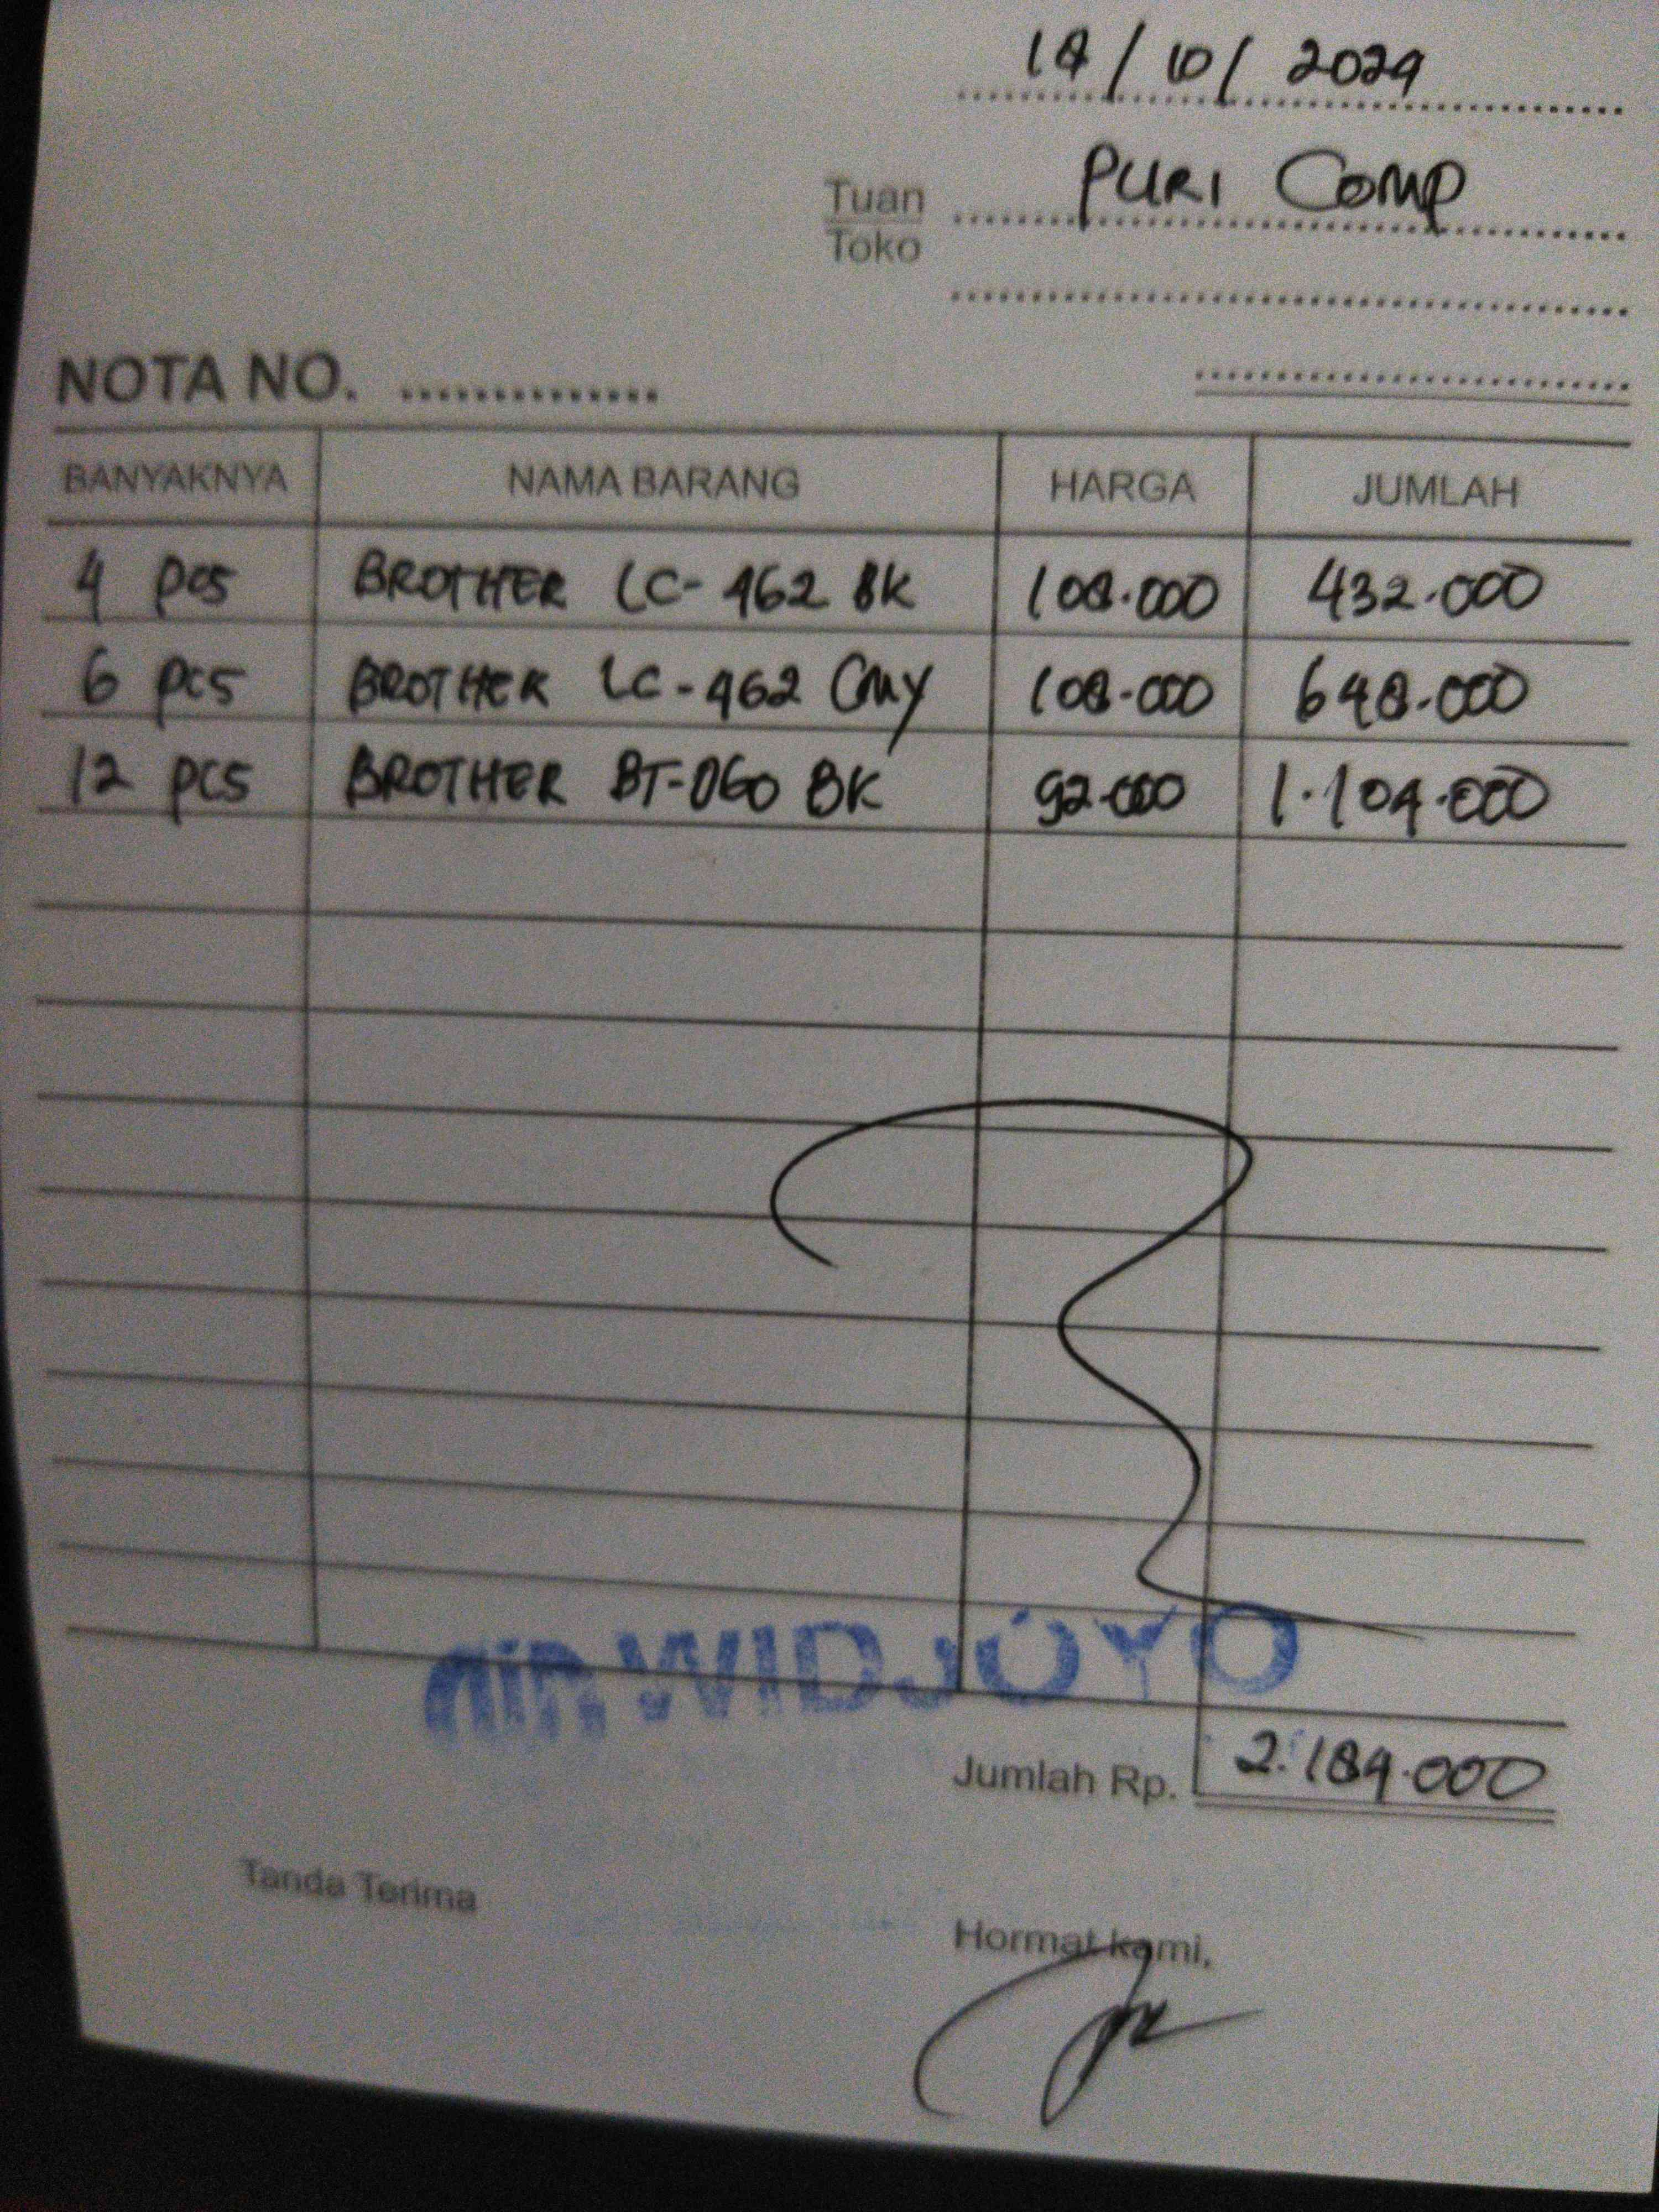 14/10/2024
Tuan PURI COMP
Toko
NOTA NO. ..............
BANYAKNYA NAMA BARANG HARGA JUMLAH
4 pcs BROTHER LC-462 BK 108.000 432.000
6 pcs BROTHER LC-462 CMY 108.000 648.000
12 pcs BROTHER BT-D60 BK 92.000 1.104.000
WIDJOYO
Jumlah Rp. 2.184.000
Tanda Terima
Hormat kami,